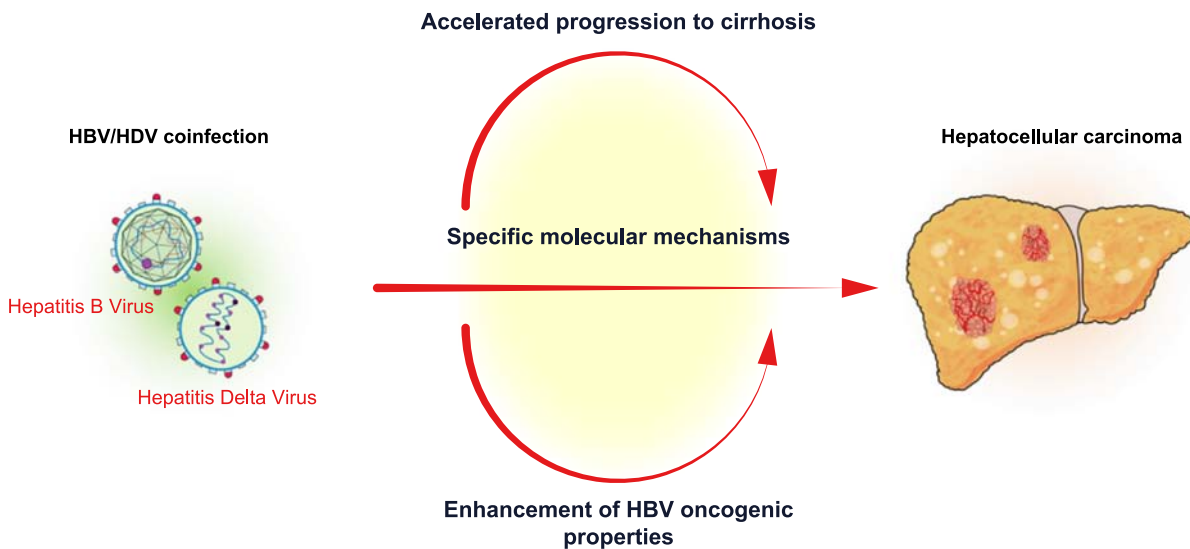 Accelerated progression to cirrhosis
HBV/HDV coinfection
Hepatocellular carcinoma
Specific molecular mechanisms
Hepatitis B Virus
Hepatitis Delta Virus
Enhancement of HBV oncogenic
properties